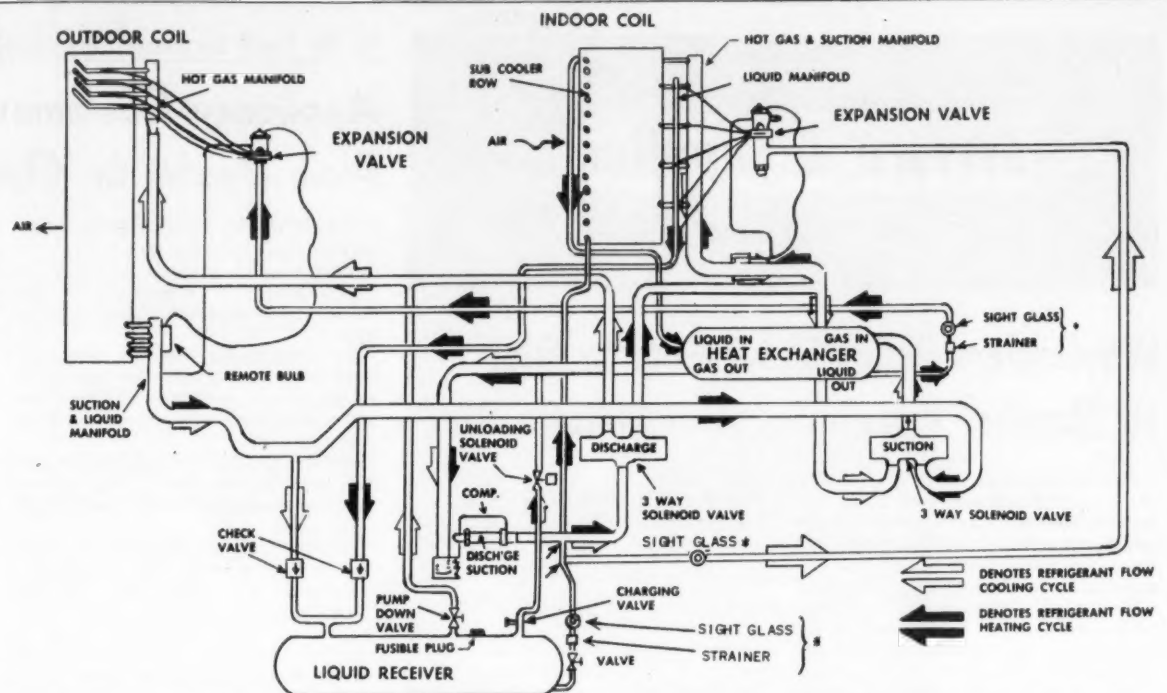 INDOOR COIL
OUTDOOR COIL
HOT GAS & SUCTION MANIFOLD
HOT GAS MANIFOLD
SUB COOLER
ROW
LIQUID MANIFOLD
EXPANSION
VALVE
EXPANSION VALVE
AIR
AIR
LIQUID IN
GAS IN
HEAT EXCHANGER
GAS OUT
LIQUID
OUT
SIGHT GLASS
STRAINER
*
REMOTE BULB
SUCTION
& LIQUID
MANIFOLD
UNLOADING
SOLENOID
VALVE
DISCHARGE
SUCTION
3 WAY
SOLENOID VALVE
3 WAY
SOLENOID VALVE
COMP.
DISCH'GE
SUCTION
SIGHT GLASS *
CHECK
VALVE
PUMP
DOWN
VALVE
CHARGING
VALVE
FUSIBLE PLUG
SIGHT GLASS
STRAINER
*
VALVE
LIQUID RECEIVER
DENOTES REFRIGERANT FLOW
COOLING CYCLE
DENOTES REFRIGERANT FLOW
HEATING CYCLE